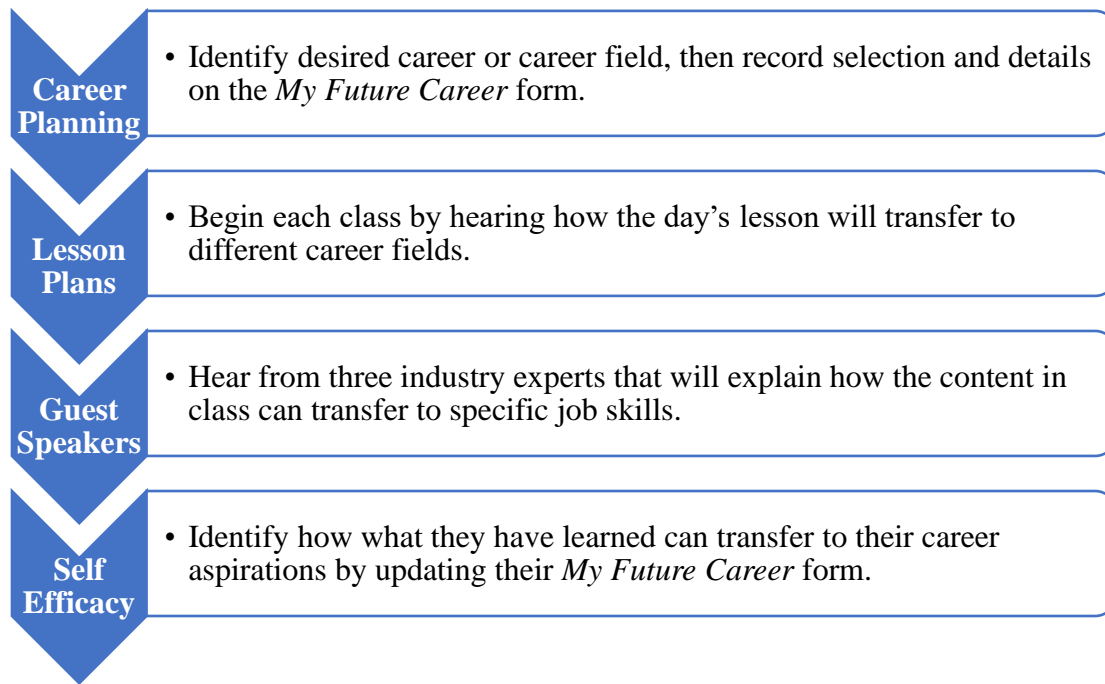 Career
Planning
• Identify desired career or career field, then record selection and details
on the My Future Career form.
Lesson
Plans
• Begin each class by hearing how the day’s lesson will transfer to
different career fields.
Guest
Speakers
• Hear from three industry experts that will explain how the content in
class can transfer to specific job skills.
Self
Efficacy
• Identify how what they have learned can transfer to their career
aspirations by updating their My Future Career form.